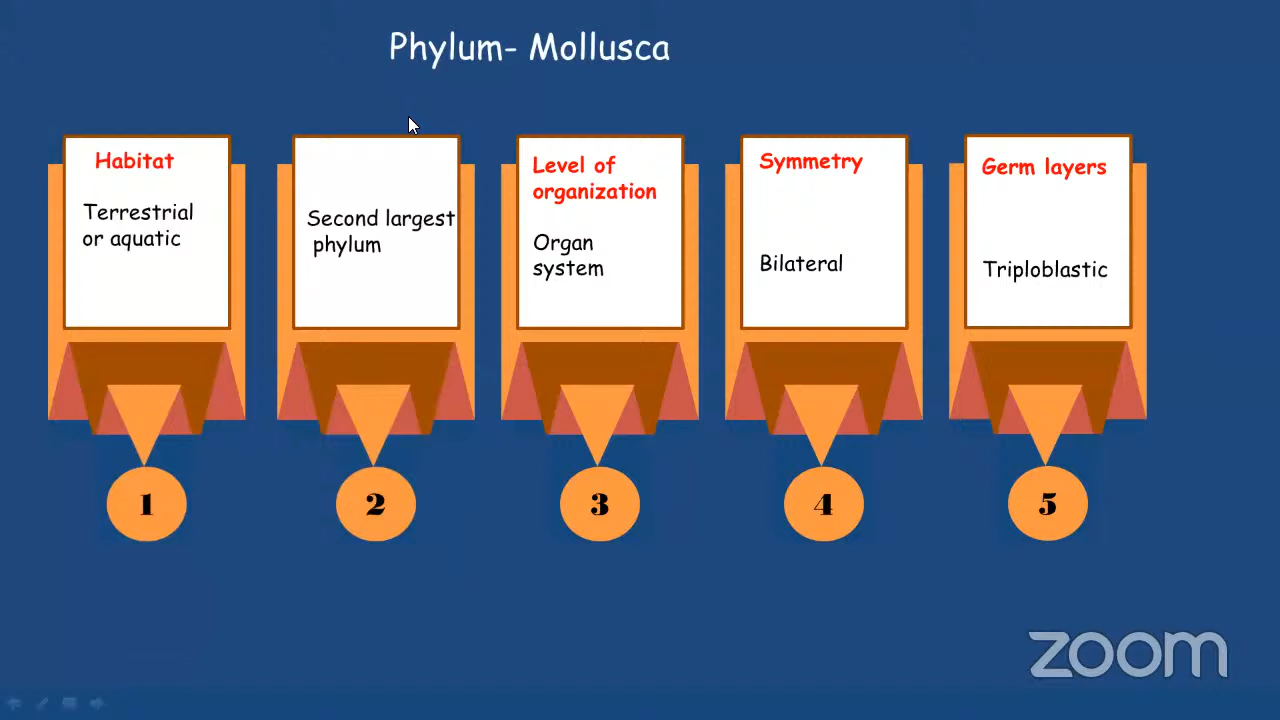 Phylum- Mollusca
Habitat
Terrestrial
or aquatic
1
Second largest
phylum
2
Level of
organization
Organ
system
3
Symmetry
Bilateral
4
Germ layers
Triploblastic
5
zoom